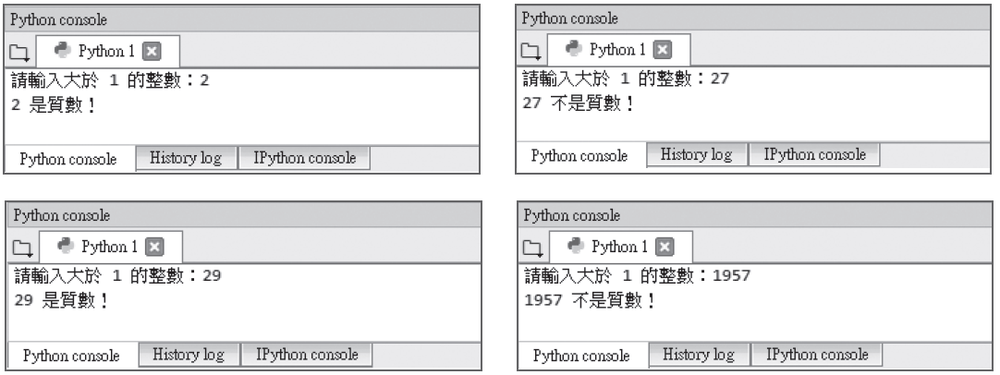 Python console
Python 1
請輸入大於 1 的整數：2
2 是質數！
Python console History log IPython console
Python console
Python 1
請輸入大於 1 的整數：27
27 不是質數！
Python console History log IPython console
Python console
Python 1
請輸入大於 1 的整數：29
29 是質數！
Python console History log IPython console
Python console
Python 1
請輸入大於 1 的整數：1957
1957 不是質數！
Python console History log IPython console